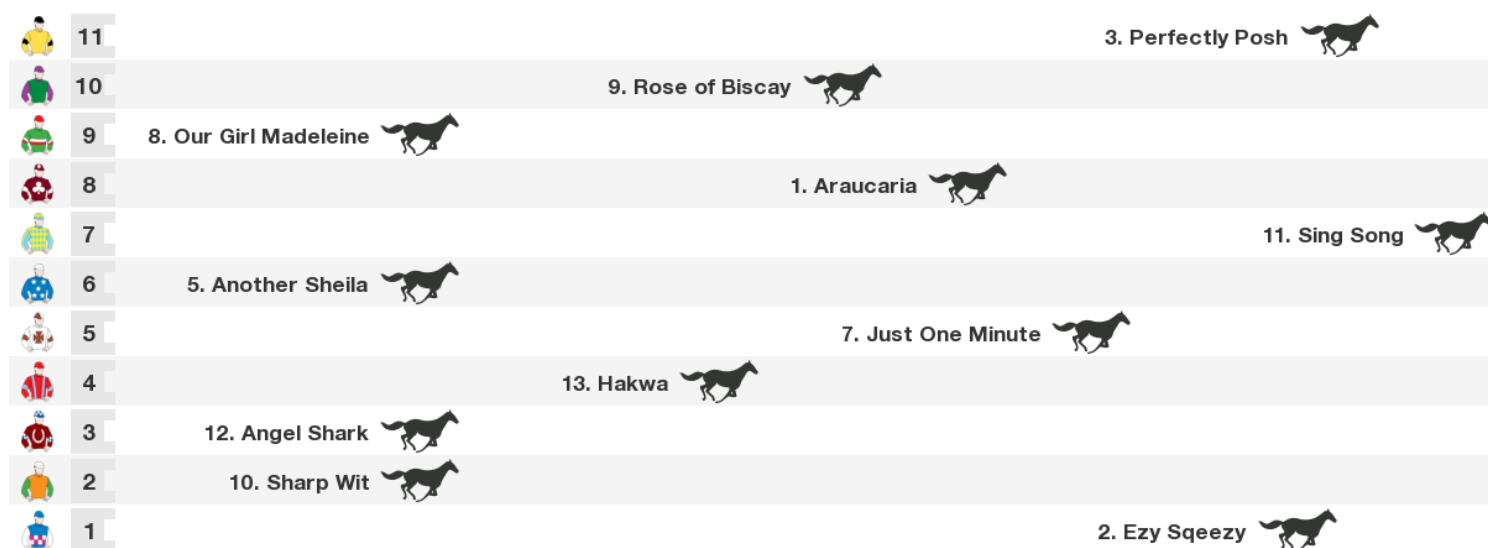 11 3. Perfectly Posh
10 9. Rose of Biscay
9 8. Our Girl Madeleine
8 1. Araucaria
7 11. Sing Song
6 5. Another Sheila
5 7. Just One Minute
4 13. Hakwa
3 12. Angel Shark
2 10. Sharp Wit
1 2. Ezy Sqeezy